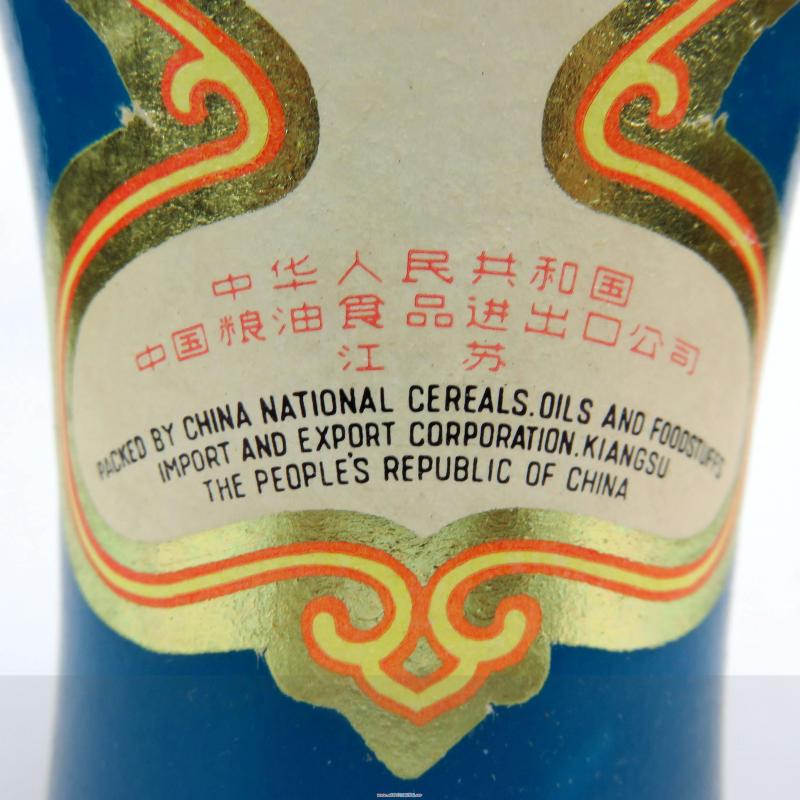 中华人民共和国
中国粮油食品进出口公司
江 苏
PACKED BY CHINA NATIONAL CEREALS.OILS AND FOODSTUFFS
IMPORT AND EXPORT CORPORATION.KIANGSU
THE PEOPLE'S REPUBLIC OF CHINA